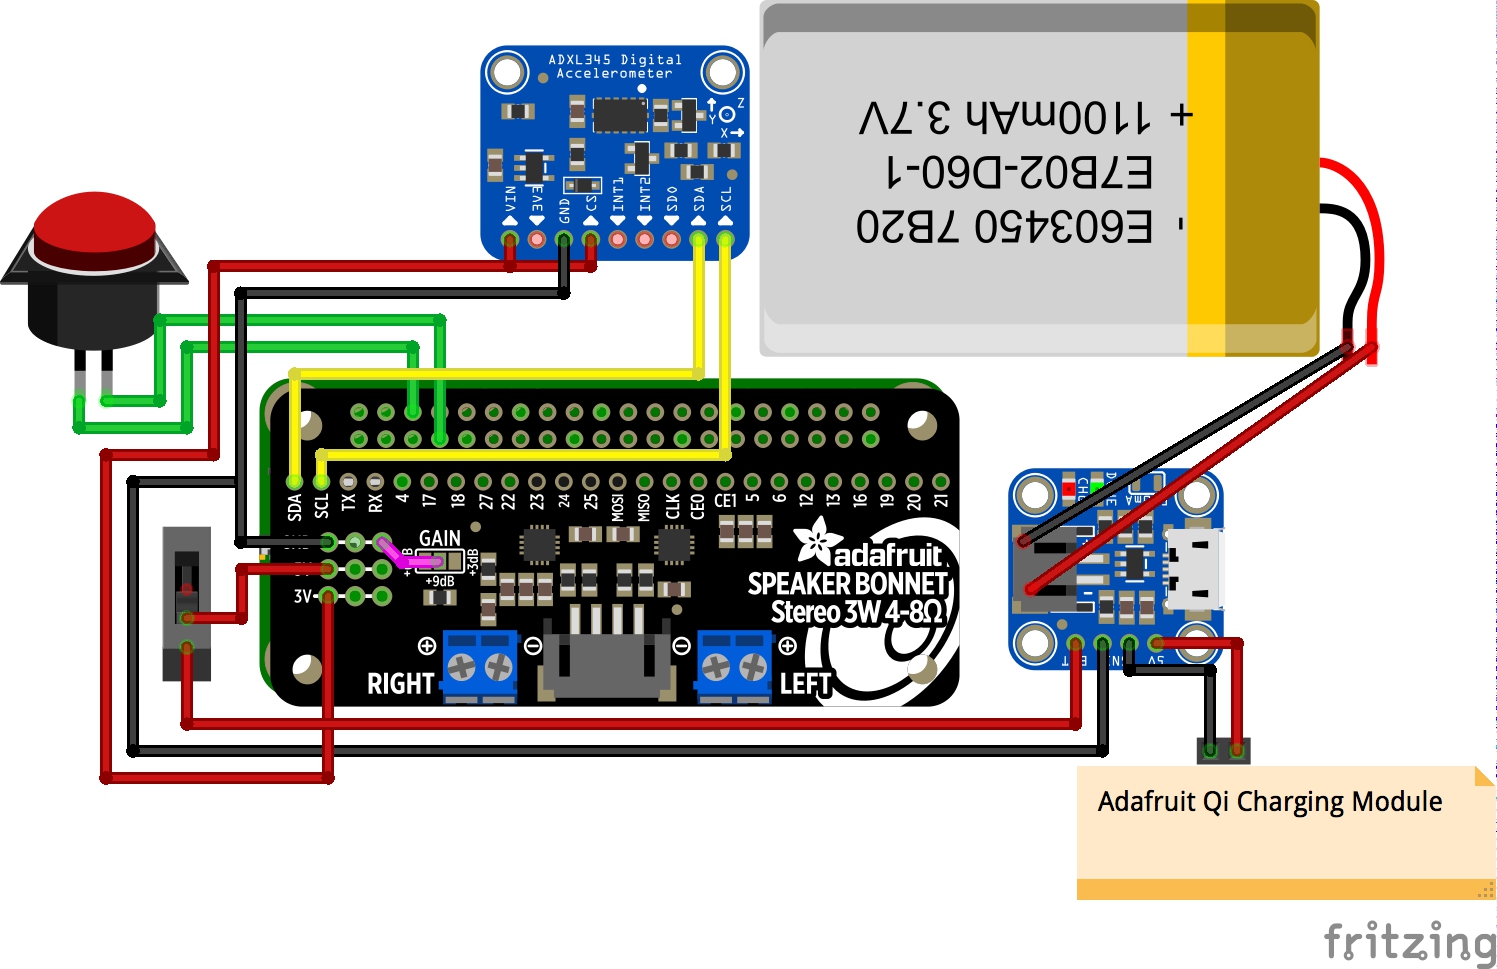 ADXL345 Digital
Accelerometer
Z
Y
X
VIN
3V3
GND
CS
INT1
INT2
SDO
SDA
SCL
+ 1100mAh 3.7V
E7B02-D60-1
- E603450 7B20
SDA
SCL
TX
RX
4
17
18
27
22
23
24
25
MOSI
MISO
CLK
CE0
CE1
5
6
12
13
16
19
20
21
GAIN
+9dB
+3dB
3V
adafruit
SPEAKER BONNET
Stereo 3W 4-8Ω
+
-
-
+
RIGHT
LEFT
5V
Adafruit Qi Charging Module
fritzing